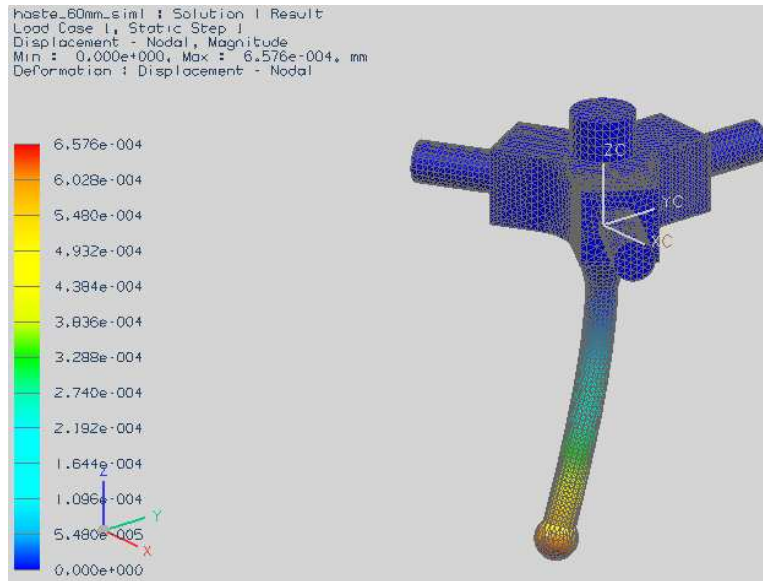 haste_60mm_sim1 : Solution 1 Result
Load Case 1, Static Step 1
Displacement - Nodal, Magnitude
Min : 0.000e+000, Max : 6.576e-004, mm
Deformation : Displacement - Nodal
6.576e-004
6.028e-004
5.480e-004
4.932e-004
4.384e-004
3.836e-004
3.288e-004
2.740e-004
2.192e-004
1.644e-004
1.096e-004
5.480e-005
0.000e+000
ZC
YC
XC
Z
Y
X